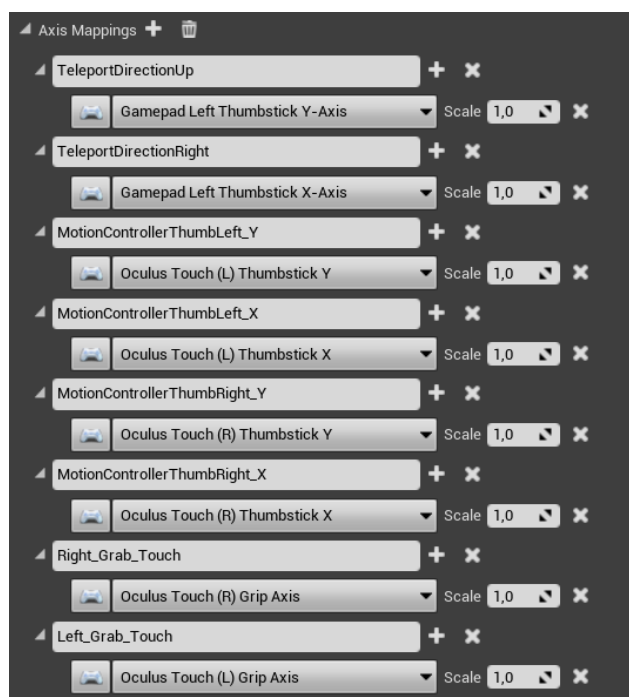 Axis Mappings
TeleportDirectionUp
Gamepad Left Thumbstick Y-Axis Scale 1,0
TeleportDirectionRight
Gamepad Left Thumbstick X-Axis Scale 1,0
MotionControllerThumbLeft_Y
Oculus Touch (L) Thumbstick Y Scale 1,0
MotionControllerThumbLeft_X
Oculus Touch (L) Thumbstick X Scale 1,0
MotionControllerThumbRight_Y
Oculus Touch (R) Thumbstick Y Scale 1,0
MotionControllerThumbRight_X
Oculus Touch (R) Thumbstick X Scale 1,0
Right_Grab_Touch
Oculus Touch (R) Grip Axis Scale 1,0
Left_Grab_Touch
Oculus Touch (L) Grip Axis Scale 1,0